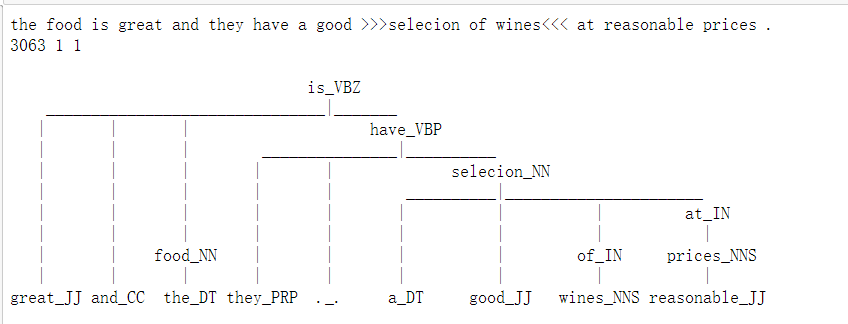 the food is great and they have a good >>>selecion of wines<<< at reasonable prices .
3063 1 1
is_VBZ
have_VBP
selecion_NN
at_IN
food_NN of_IN prices_NNS
great_JJ and_CC the_DT they_PRP ._. a_DT good_JJ wines_NNS reasonable_JJ